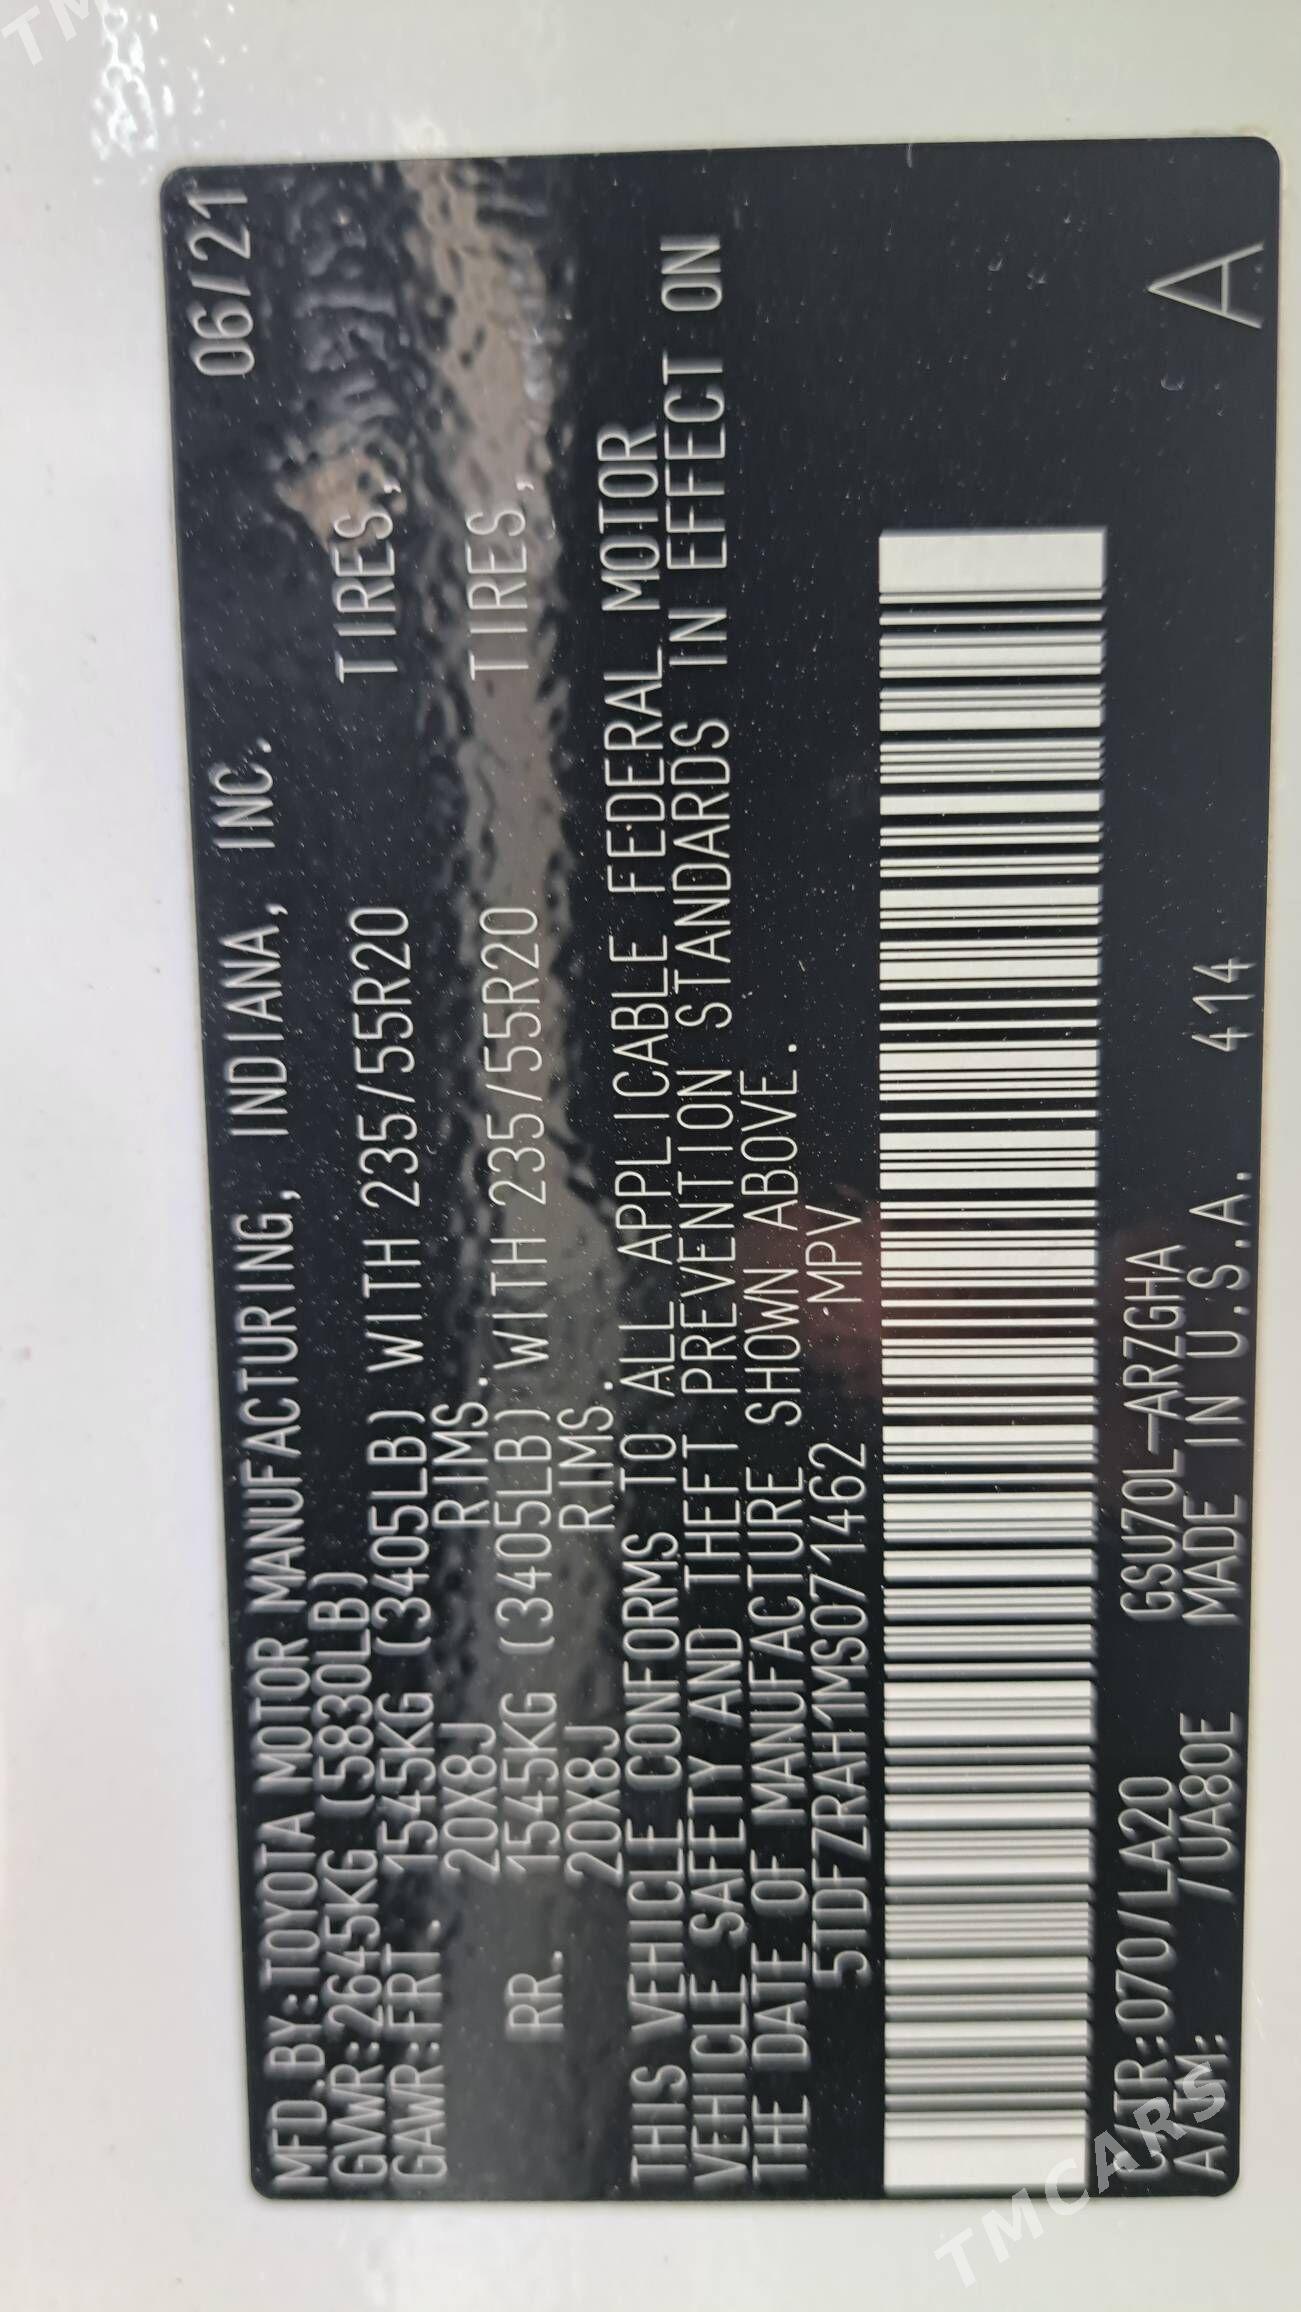 MFD.BY:TOYOTA MOTOR MANUFACTURING, INDIANA, INC. 06/21
GVWR:2645KG (5830LB)
GAWR:FRT. 1545KG (3405LB) WITH 235/55R20 TIRES,
20X8J RIMS.
RR. 1545KG (3405LB) WITH 235/55R20 TIRES,
20X8J RIMS.
THIS VEHICLE CONFORMS TO ALL APPLICABLE FEDERAL MOTOR
VEHICLE SAFETY AND THEFT PREVENTION STANDARDS IN EFFECT ON
THE DATE OF MANUFACTURE SHOWN ABOVE.
5TDFZRAH1MS071462 MPV
C/TR:070/LA20 GSU70L-ARZGHA
A/TM: /UA80F MADE IN U.S.A. 414 A
TMCARS
TM